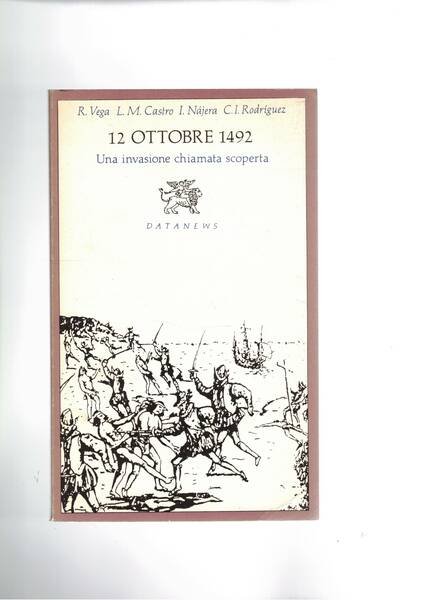 R. Vega L. M. Castro I. Nájera C. I. Rodríguez
12 OTTOBRE 1492
Una invasione chiamata scoperta
DATANEWS